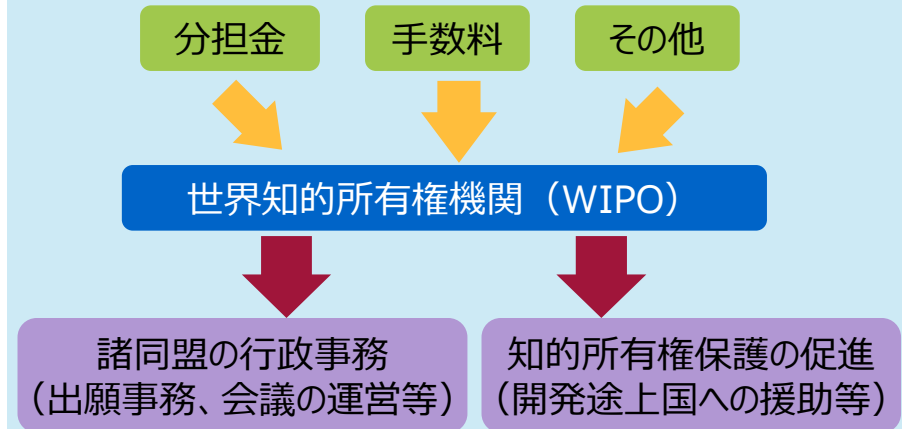 分担金
手数料
その他
世界知的所有権機関（WIPO）
諸同盟の行政事務
（出願事務、会議の運営等）
知的所有権保護の促進
（開発途上国への援助等）